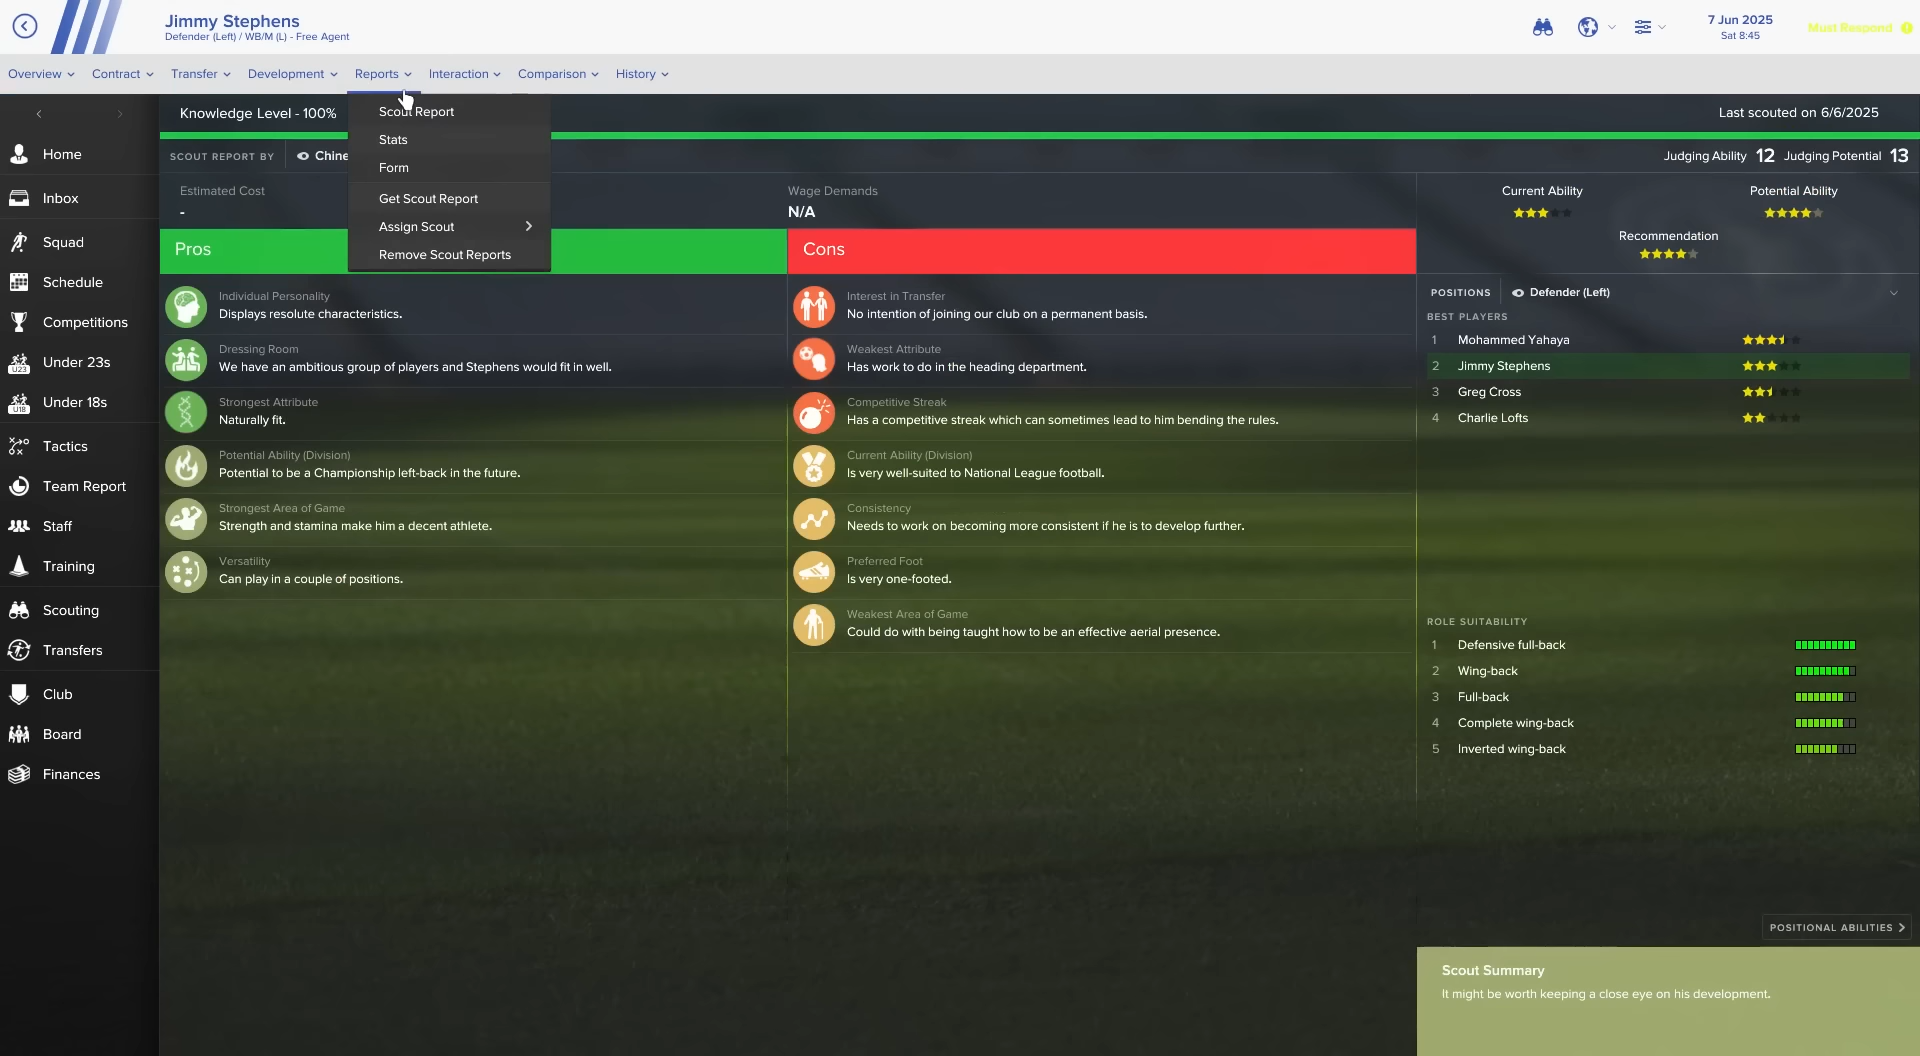 Jimmy Stephens
Defender (Left) / WB/M (L) - Free Agent
7 Jun 2025
Sat 8:45
Must Respond
Overview
Contract
Transfer
Development
Reports
Interaction
Comparison
History
Scout Report
Stats
Form
Get Scout Report
Assign Scout
Remove Scout Reports
Home
Inbox
Squad
Schedule
Competitions
U23
Under 23s
U18
Under 18s
Tactics
Team Report
Staff
Training
Scouting
Transfers
Club
Board
Finances
Knowledge Level - 100%
Last scouted on 6/6/2025
SCOUT REPORT BY
Judging Ability 12 Judging Potential 13
Estimated Cost
-
Wage Demands
N/A
Pros
Individual Personality
Displays resolute characteristics.
Dressing Room
We have an ambitious group of players and Stephens would fit in well.
Strongest Attribute
Naturally fit.
Potential Ability (Division)
Potential to be a Championship left-back in the future.
Strongest Area of Game
Strength and stamina make him a decent athlete.
Versatility
Can play in a couple of positions.
Cons
Interest in Transfer
No intention of joining our club on a permanent basis.
Weakest Attribute
Has work to do in the heading department.
Competitive Streak
Has a competitive streak which can sometimes lead to him bending the rules.
Current Ability (Division)
Is very well-suited to National League football.
Consistency
Needs to work on becoming more consistent if he is to develop further.
Preferred Foot
Is very one-footed.
Weakest Area of Game
Could do with being taught how to be an effective aerial presence.
Current Ability
Potential Ability
Recommendation
POSITIONS
Defender (Left)
BEST PLAYERS
1 Mohammed Yahaya
2 Jimmy Stephens
3 Greg Cross
4 Charlie Lofts
ROLE SUITABILITY
1 Defensive full-back
2 Wing-back
3 Full-back
4 Complete wing-back
5 Inverted wing-back
POSITIONAL ABILITIES
Scout Summary
It might be worth keeping a close eye on his development.